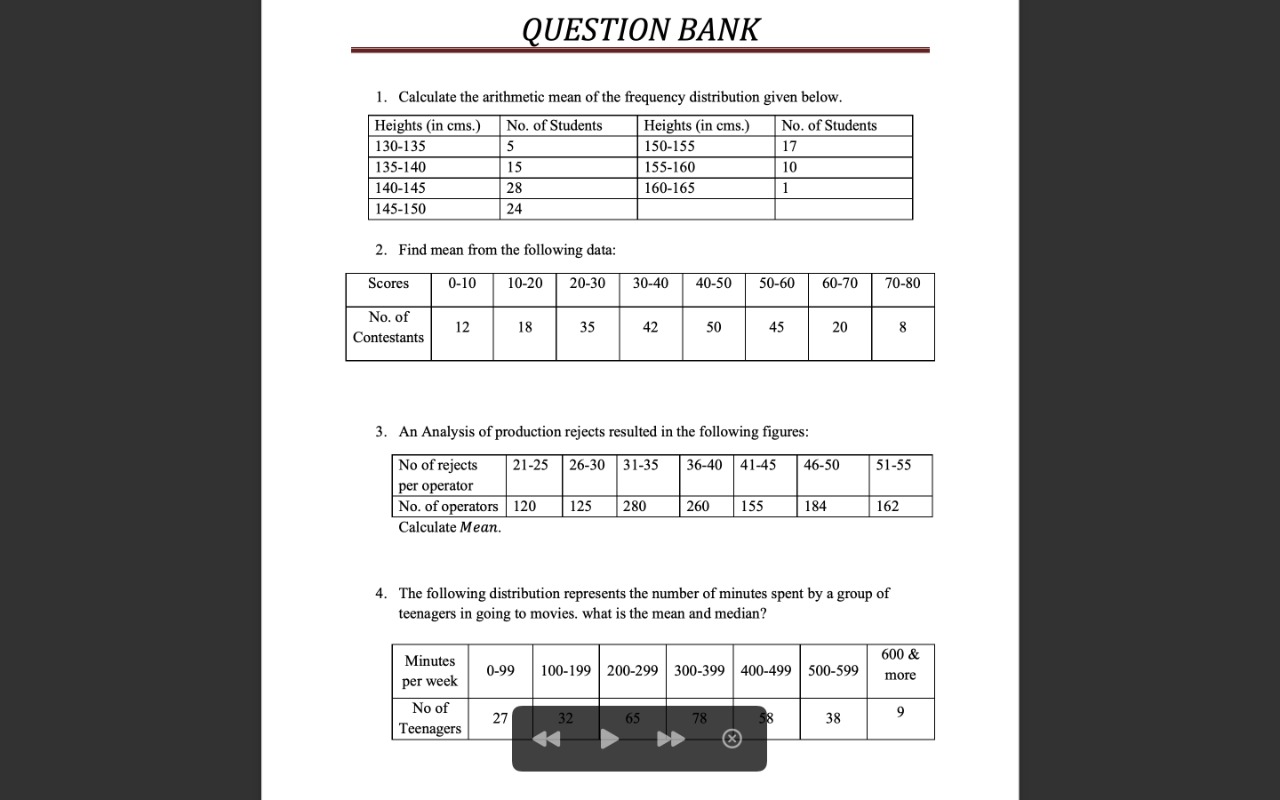 QUESTION BANK
1. Calculate the arithmetic mean of the frequency distribution given below.
Heights (in cms.) No. of Students Heights (in cms.) No. of Students
130-135 5 150-155 17
135-140 15 155-160 10
140-145 28 160-165 1
145-150 24
2. Find mean from the following data:
Scores 0-10 10-20 20-30 30-40 40-50 50-60 60-70 70-80
No. of
Contestants 12 18 35 42 50 45 20 8
3. An Analysis of production rejects resulted in the following figures:
No of rejects 21-25 26-30 31-35 36-40 41-45 46-50 51-55
per operator
No. of operators 120 125 280 260 155 184 162
Calculate Mean.
4. The following distribution represents the number of minutes spent by a group of
teenagers in going to movies. what is the mean and median?
Minutes
per week 0-99 100-199 200-299 300-399 400-499 500-599 600 &
more
No of
Teenagers 27 32 65 78 58 38 9